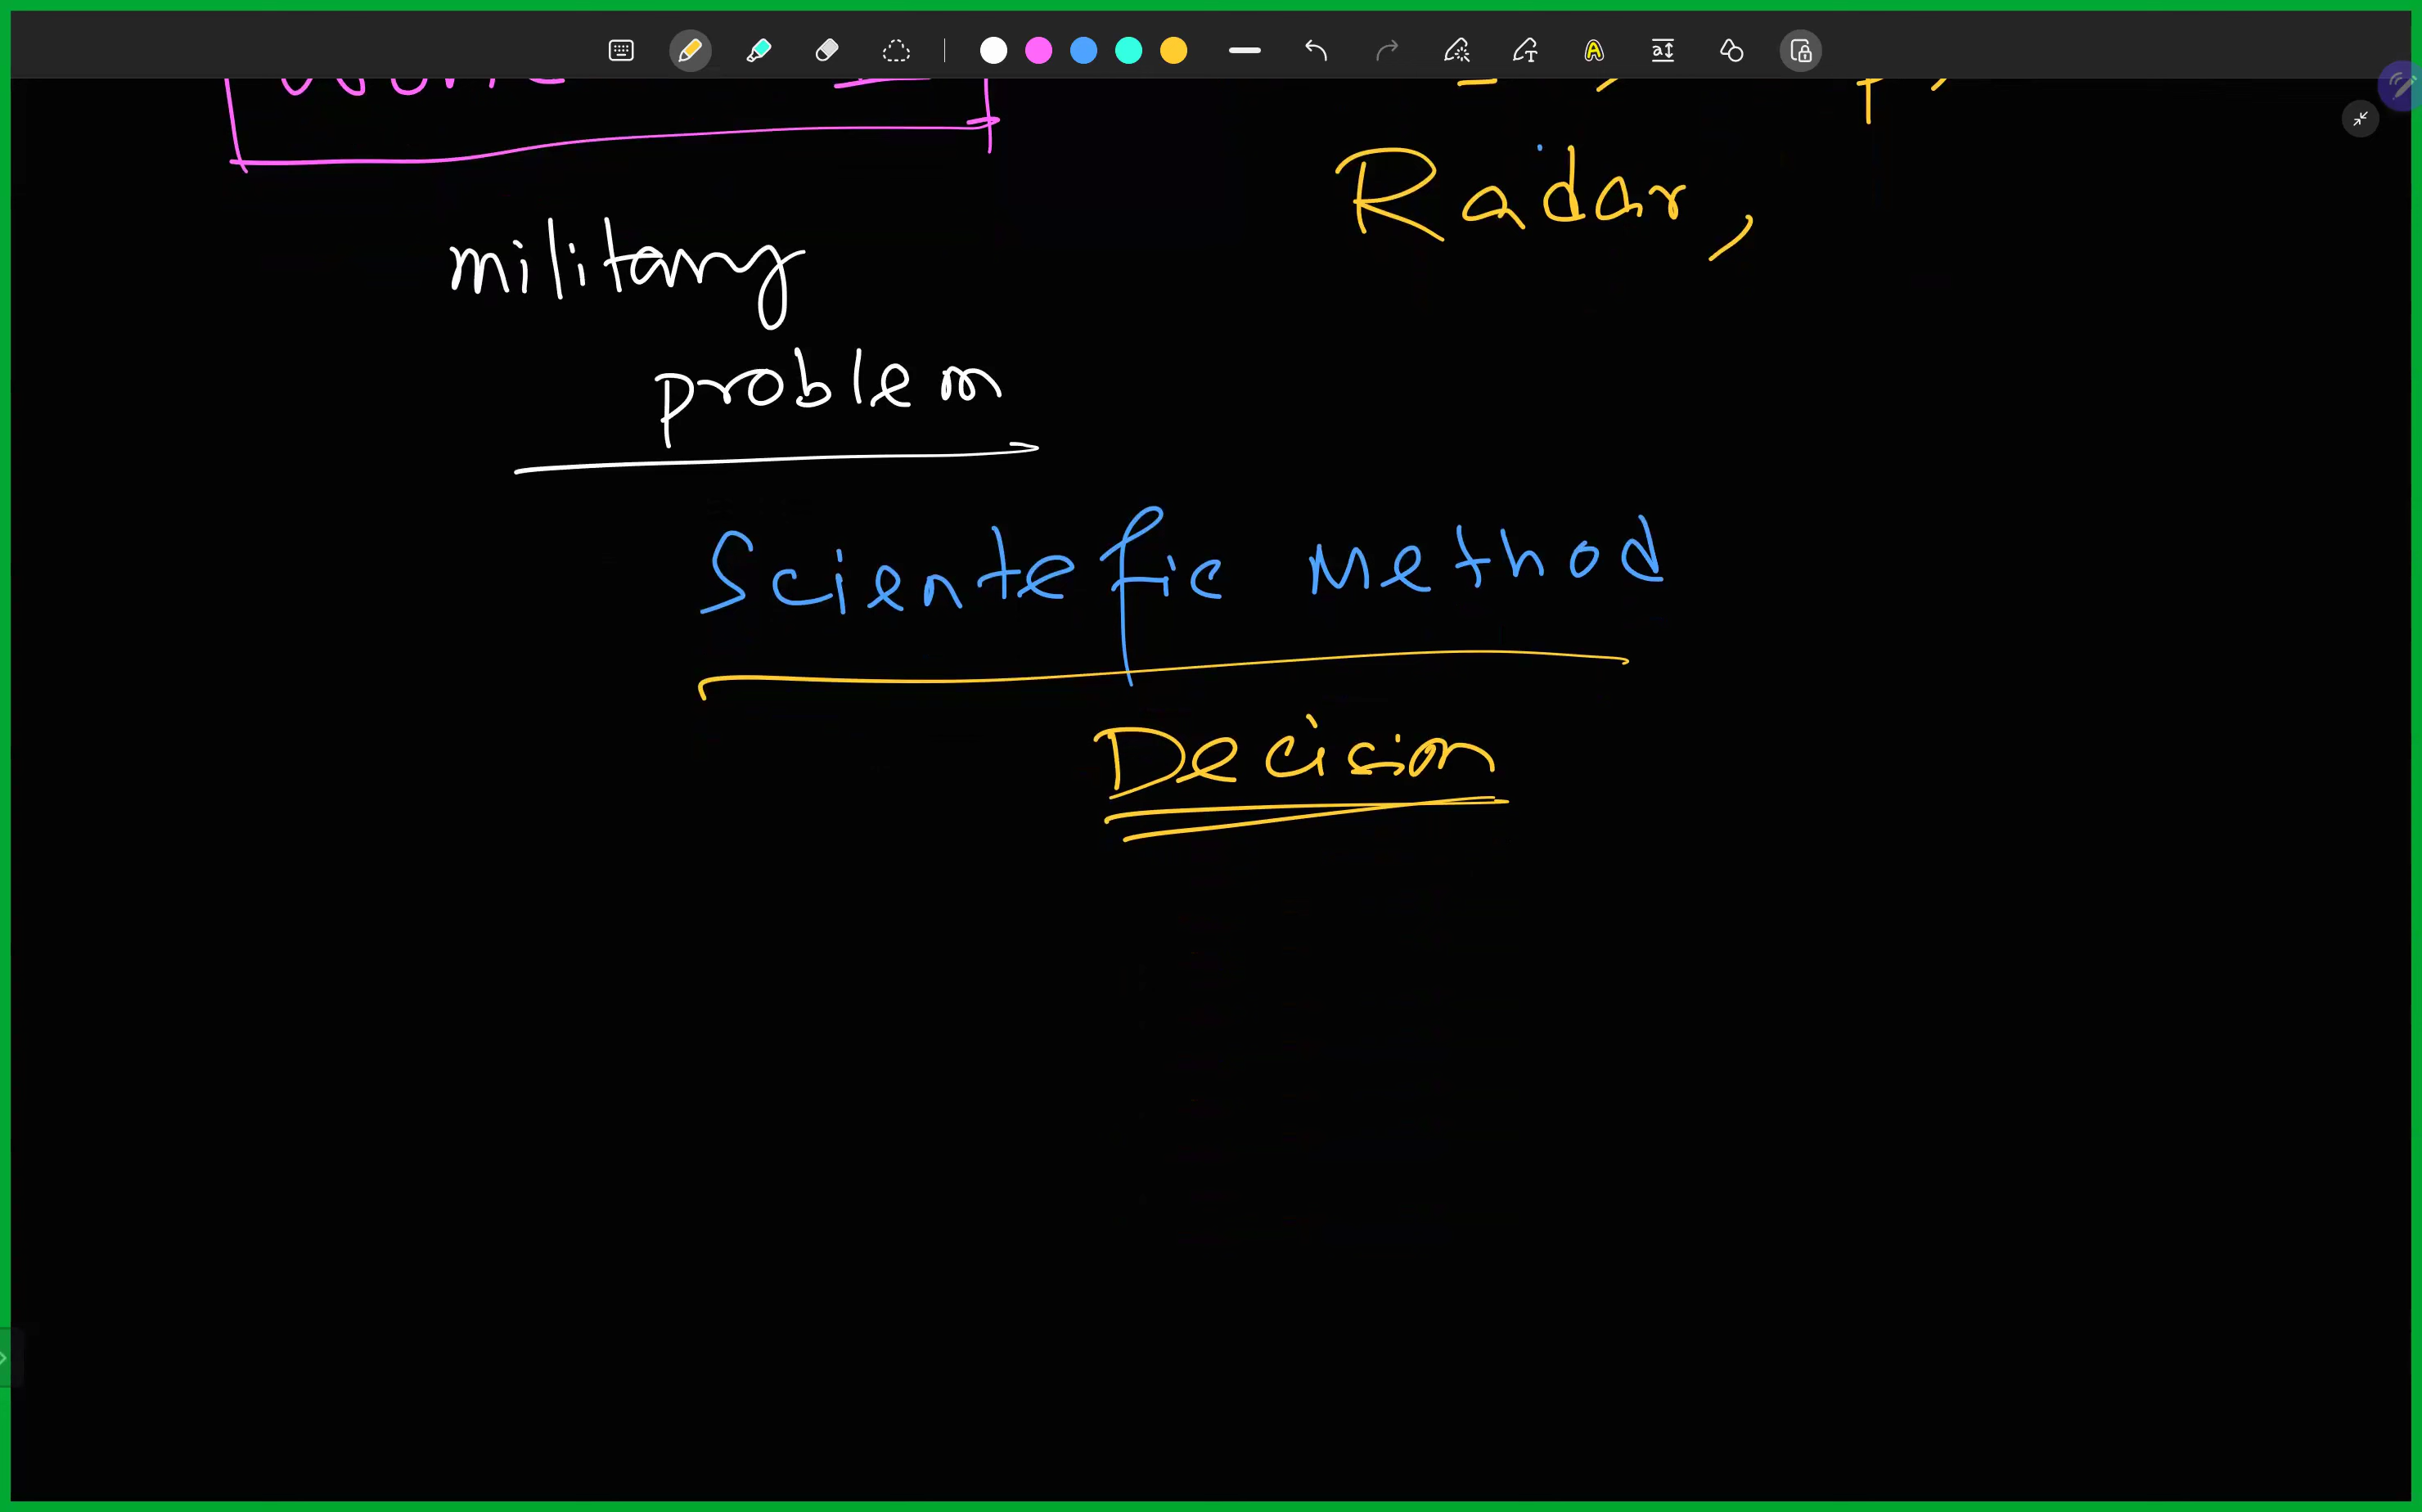 Radar,
military
problem
Scientefic Method
Decision